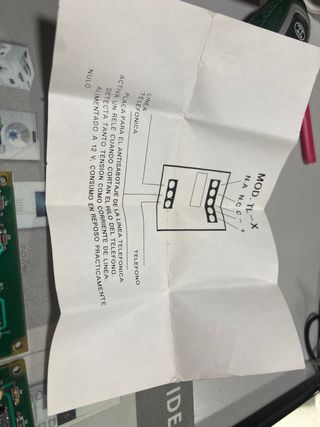 MOD. TL-X
N.A. N.C. O - +
LINEA
TELEFONICA
TELEFONO
PLACA PARA EL ANTISABOTAJE DE LA LINEA TELEFONICA
ACTIVA UN RELE CUANDO CORTAN EL HILO DEL TELEFONO.
DETECTA TANTO TENSION COMO CORRIENTE DE LINEA.
ALIMENTADO A 12 V. CONSUMO EN REPOSO PRACTICAMENTE
NULO.
IDE